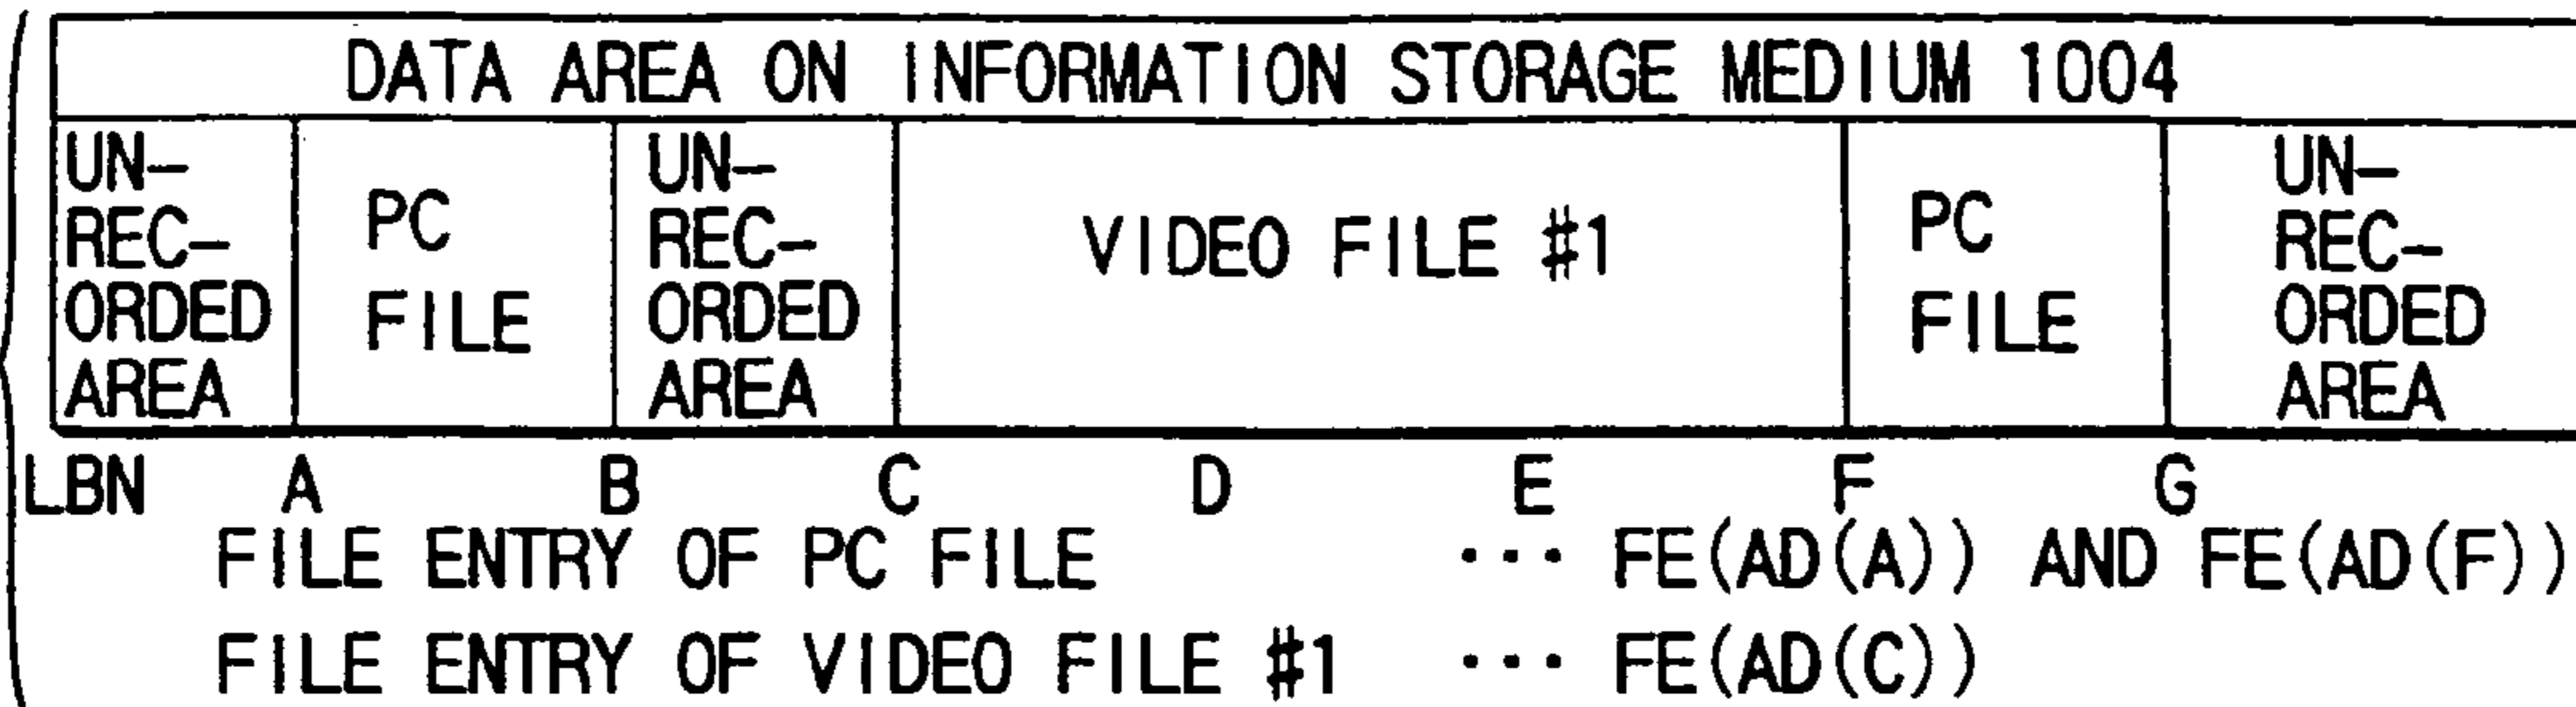 DATA AREA ON INFORMATION STORAGE MEDIUM 1004
UN-
REC-
ORDED
AREA
PC
FILE
UN-
REC-
ORDED
AREA
VIDEO FILE #1
PC
FILE
UN-
REC-
ORDED
AREA
LBN A B C D E F G
FILE ENTRY OF PC FILE ··· FE(AD(A)) AND FE(AD(F))
FILE ENTRY OF VIDEO FILE #1 ··· FE(AD(C))